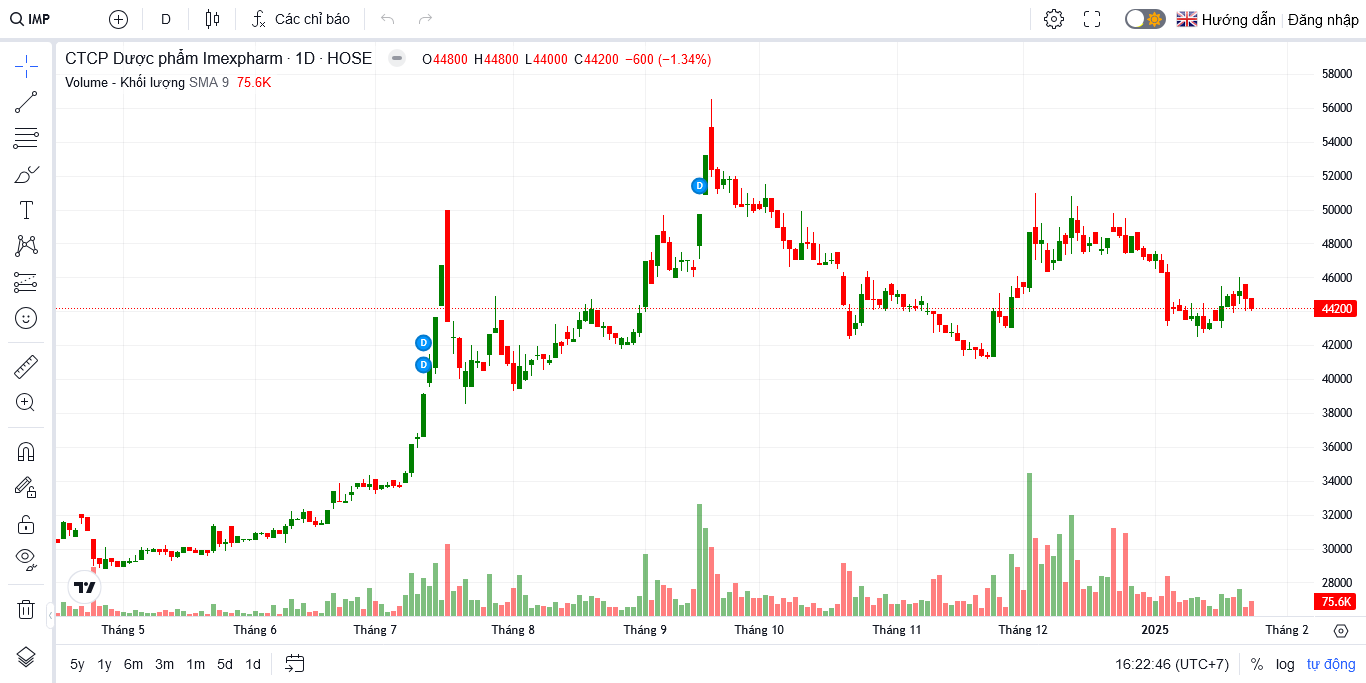 IMP
D
Các chỉ báo
Hướng dẫn
Đăng nhập
CTCP Dược phẩm Imexpharm · 1D · HOSE
O44800 H44800 L44000 C44200 −600 (−1.34%)
Volume - Khối lượng SMA 9 75.6K
58000
56000
54000
52000
50000
48000
46000
44200
42000
40000
38000
36000
34000
32000
30000
28000
75.6K
D
D
D
Tháng 5
Tháng 6
Tháng 7
Tháng 8
Tháng 9
Tháng 10
Tháng 11
Tháng 12
2025
Tháng 2
5y 1y 6m 3m 1m 5d 1d
16:22:46 (UTC+7)
% log tự động